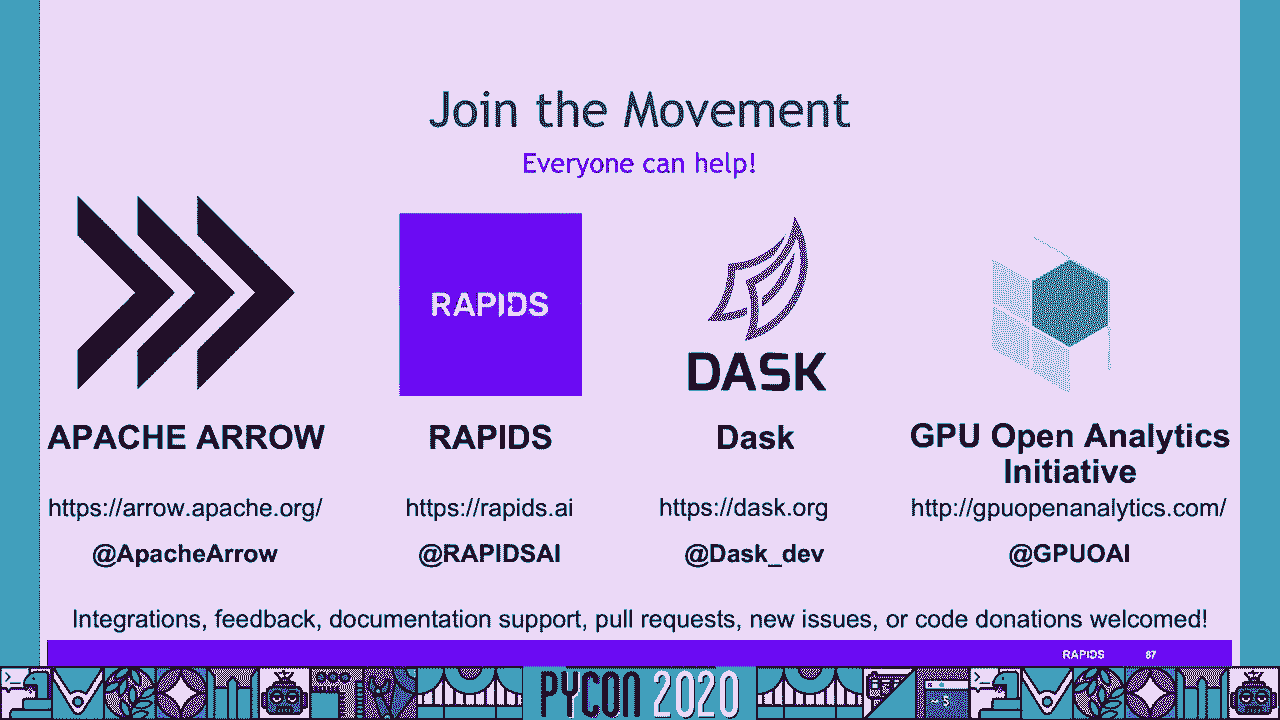 Join the Movement
Everyone can help!
RAPIDS
DASK
APACHE ARROW
RAPIDS
Dask
GPU Open Analytics
Initiative
https://arrow.apache.org/
https://rapids.ai
https://dask.org
http://gpuopenanalytics.com/
@ApacheArrow
@RAPIDSAI
@Dask_dev
@GPUOAI
Integrations, feedback, documentation support, pull requests, new issues, or code donations welcomed!
RAPIDS
87
PYCON 2020